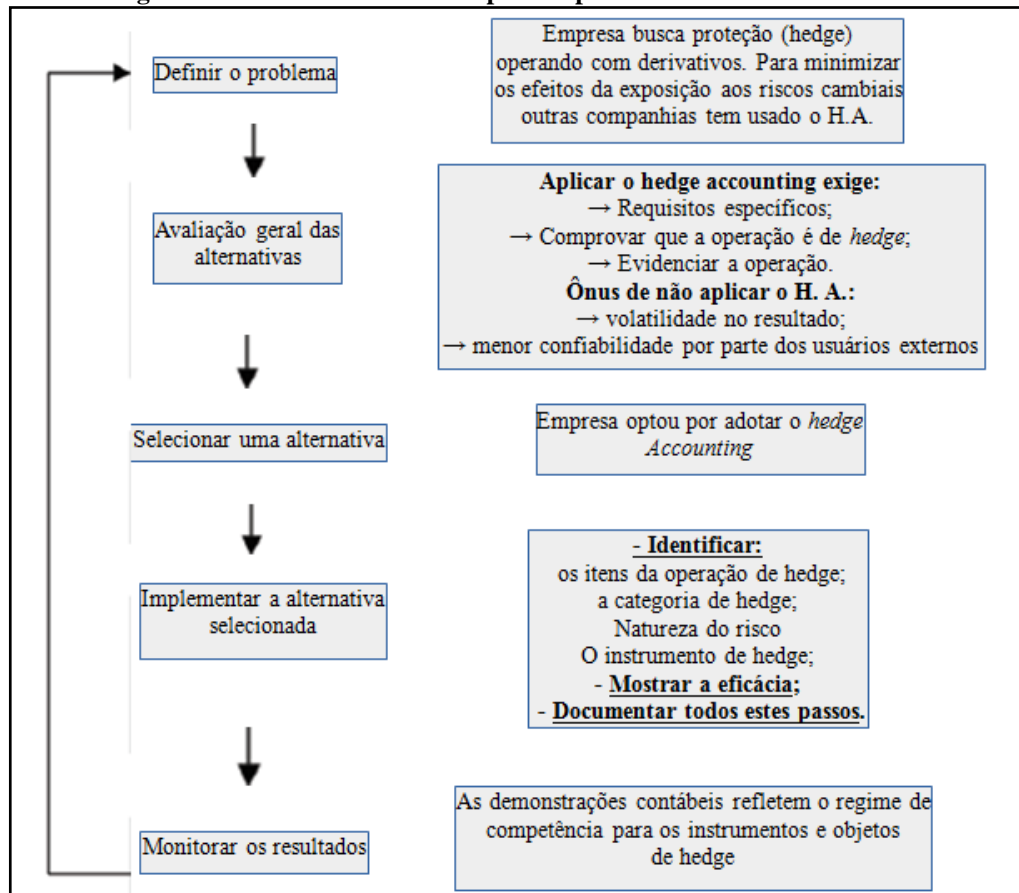 Empresa busca proteção (hedge)
Definir o problema
operando com derivativos. Para minimizar
os efeitos da exposição aos riscos cambiais
outras companhias tem usado o H.A.
Avaliação geral das
alternativas
Aplicar o hedge accounting exige:
→ Requisitos específicos;
→ Comprovar que a operação é de hedge;
→ Evidenciar a operação.
Ônus de não aplicar o H. A.:
→ volatilidade no resultado;
→ menor confiabilidade por parte dos usuários externos
Selecionar uma alternativa
Empresa optou por adotar o hedge
Accounting
Implementar a alternativa
selecionada
- Identificar:
os itens da operação de hedge;
a categoria de hedge;
Natureza do risco
O instrumento de hedge;
- Mostrar a eficácia;
- Documentar todos estes passos.
Monitorar os resultados
As demonstrações contábeis refletem o regime de
competência para os instrumentos e objetos
de hedge